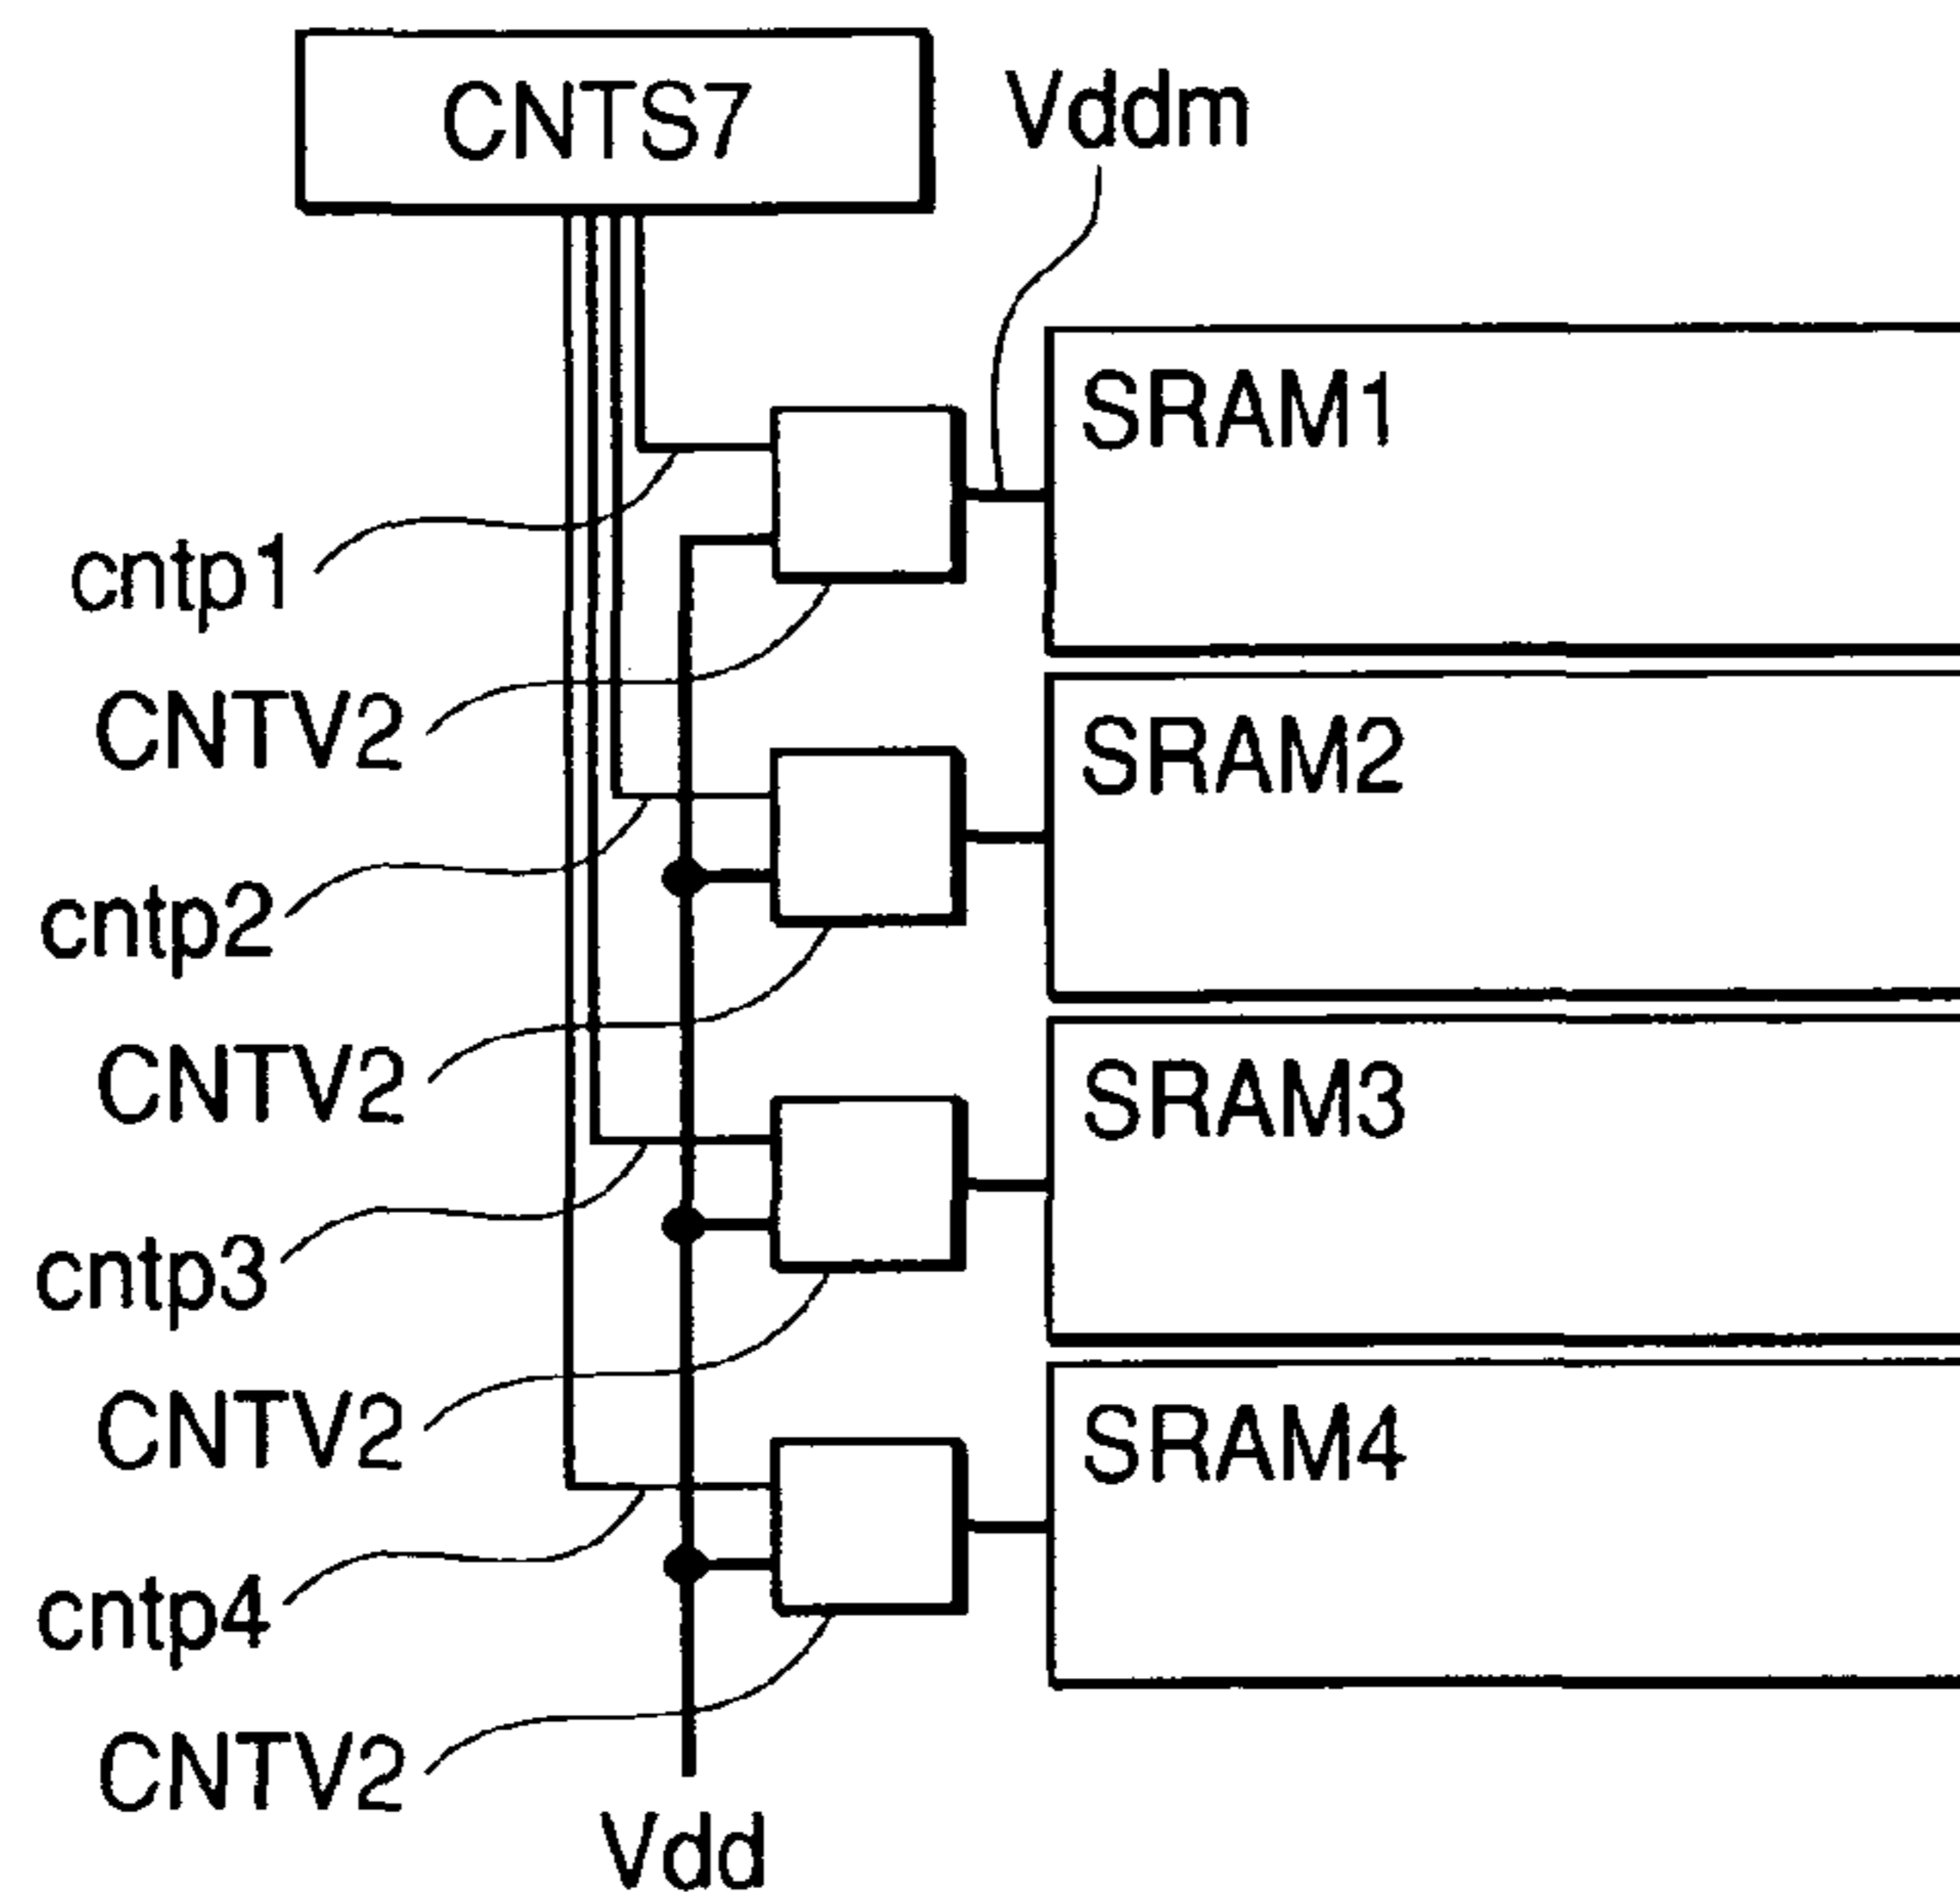 CNTS7
Vddm
SRAM1
cntp1
CNTV2
SRAM2
cntp2
CNTV2
SRAM3
cntp3
CNTV2
SRAM4
cntp4
CNTV2
Vdd